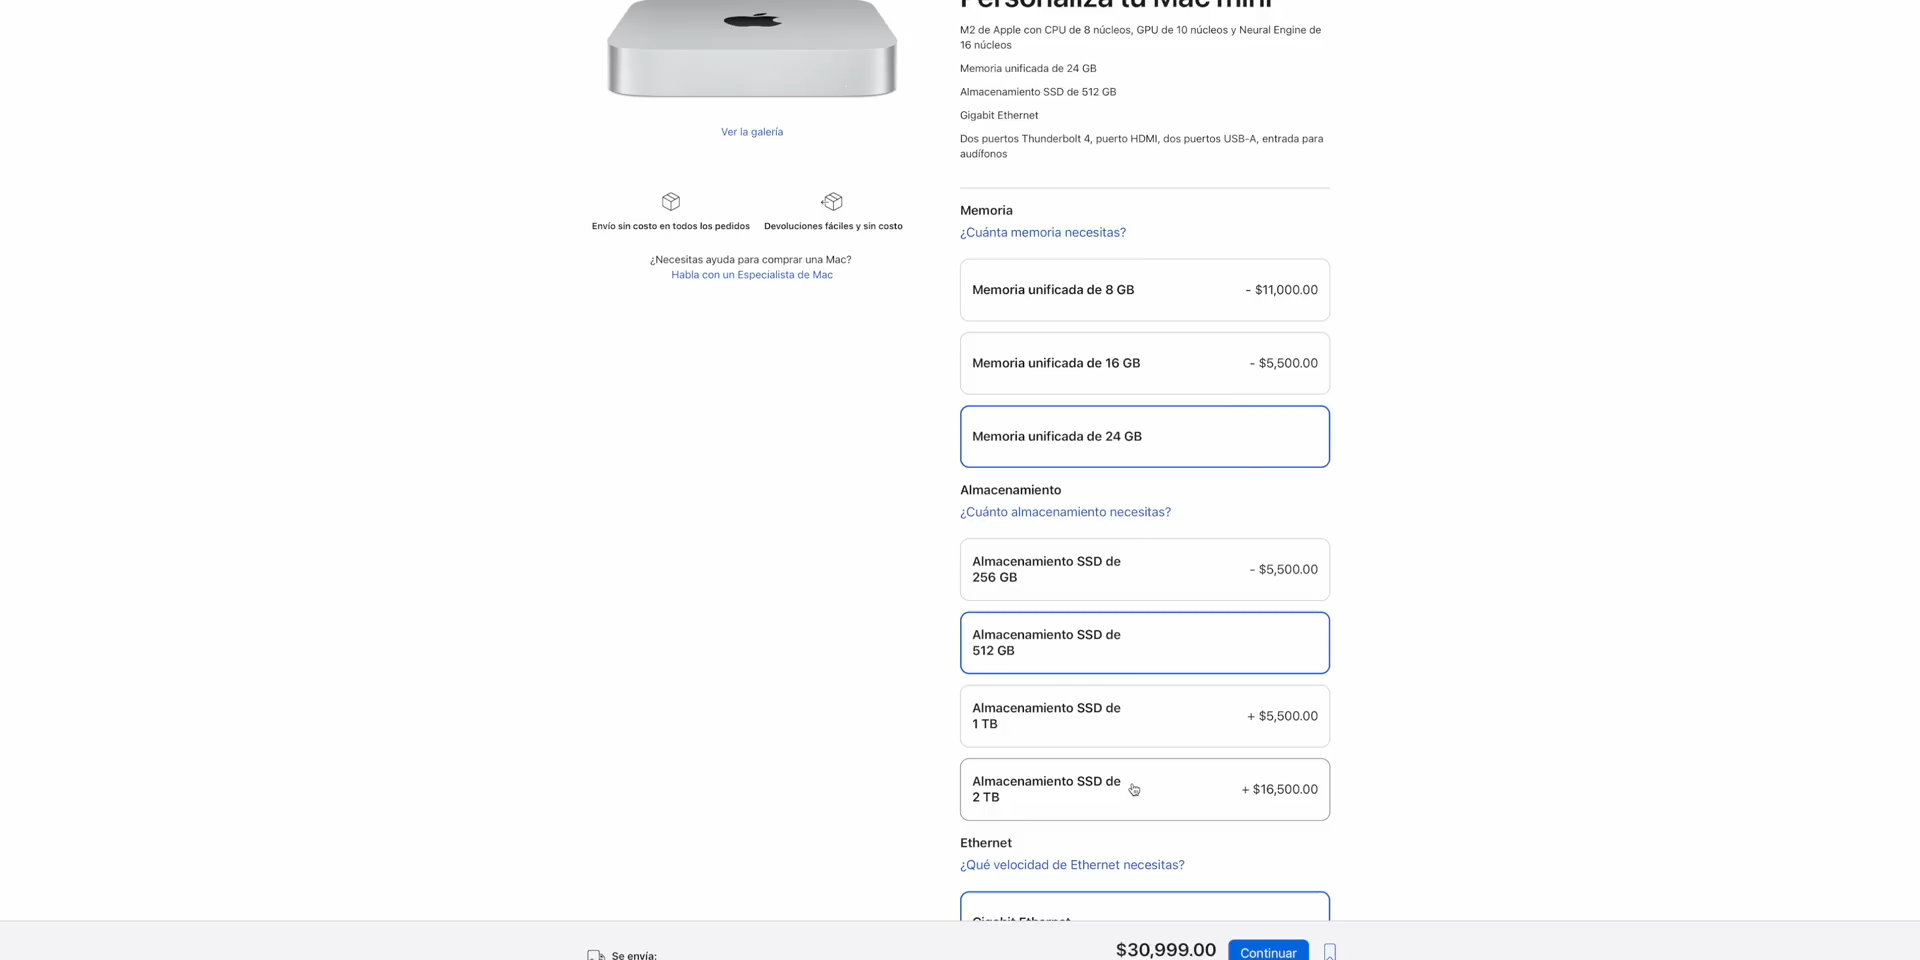 Personaliza tu Mac mini
M2 de Apple con CPU de 8 núcleos, GPU de 10 núcleos y Neural Engine de
16 núcleos
Memoria unificada de 24 GB
Almacenamiento SSD de 512 GB
Gigabit Ethernet
Dos puertos Thunderbolt 4, puerto HDMI, dos puertos USB-A, entrada para
audífonos
Ver la galería
Envío sin costo en todos los pedidos
Devoluciones fáciles y sin costo
¿Necesitas ayuda para comprar una Mac?
Habla con un Especialista de Mac
Memoria
¿Cuánta memoria necesitas?
Memoria unificada de 8 GB - $11,000.00
Memoria unificada de 16 GB - $5,500.00
Memoria unificada de 24 GB
Almacenamiento
¿Cuánto almacenamiento necesitas?
Almacenamiento SSD de
256 GB - $5,500.00
Almacenamiento SSD de
512 GB
Almacenamiento SSD de
1 TB + $5,500.00
Almacenamiento SSD de
2 TB + $16,500.00
Ethernet
¿Qué velocidad de Ethernet necesitas?
Gigabit Ethernet
Se envía:
$30,999.00
Continuar